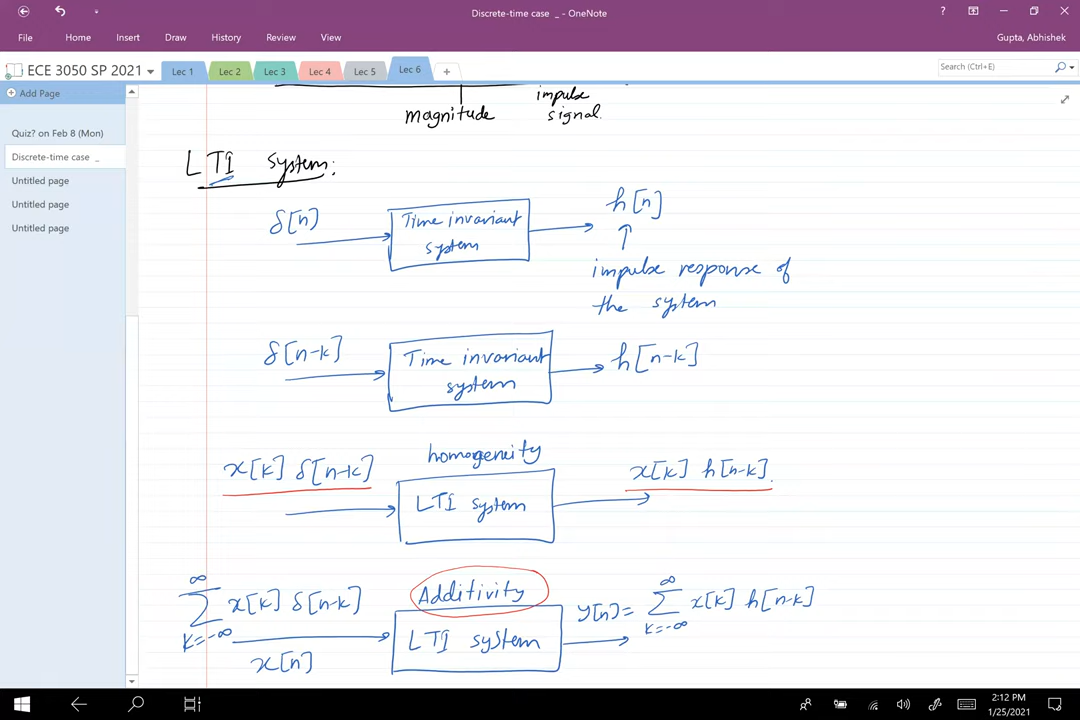 Discrete-time case _ - OneNote
?
File
Home
Insert
Draw
History
Review
View
Gupta, Abhishek
ECE 3050 SP 2021
Lec 1
Lec 2
Lec 3
Lec 4
Lec 5
Lec 6
+
Search (Ctrl+E)
Add Page
Quiz? on Feb 8 (Mon)
Discrete-time case _
Untitled page
Untitled page
Untitled page
magnitude
impulse
signal.
LTI system:
δ[n]
Time invariant
system
h[n]
↑
impulse response of
the system
δ[n-k]
Time invariant
system
h[n-k]
homogeneity
x[k] δ[n-k]
LTI system
x[k] h[n-k].
Additivity
∞
Σ x[k] δ[n-k]
k=-∞
x[n]
LTI system
∞
y[n] = Σ x[k] h[n-k]
k=-∞
2:12 PM
1/25/2021